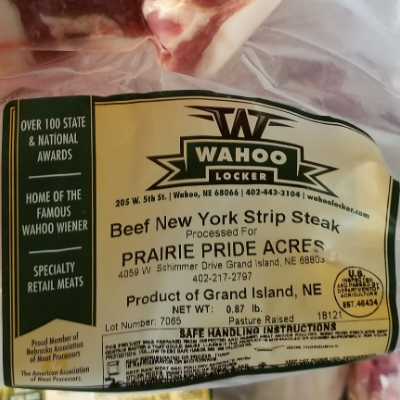 OVER 100 STATE
& NATIONAL
AWARDS
HOME OF THE
FAMOUS
WAHOO WIENER
SPECIALTY
RETAIL MEATS
Proud Member of
Nebraska Association
of Meat Processors
The American Association
of Meat Processors.
W
WAHOO
LOCKER
205 W. 5th St. | Wahoo, NE 68066 | 402-443-3104 | wahoolocker.com
Beef New York Strip Steak
Processed For
PRAIRIE PRIDE ACRES
4059 W Schimmer Drive Grand Island, NE 68803
402-217-2797
Product of Grand Island, NE
NET WT: 0.87 lb.
Lot Number: 7065 Pasture Raised 18121
U.S.
INSPECTED
AND PASSED BY
DEPARTMENT OF
AGRICULTURE
EST. 46434
SAFE HANDLING INSTRUCTIONS